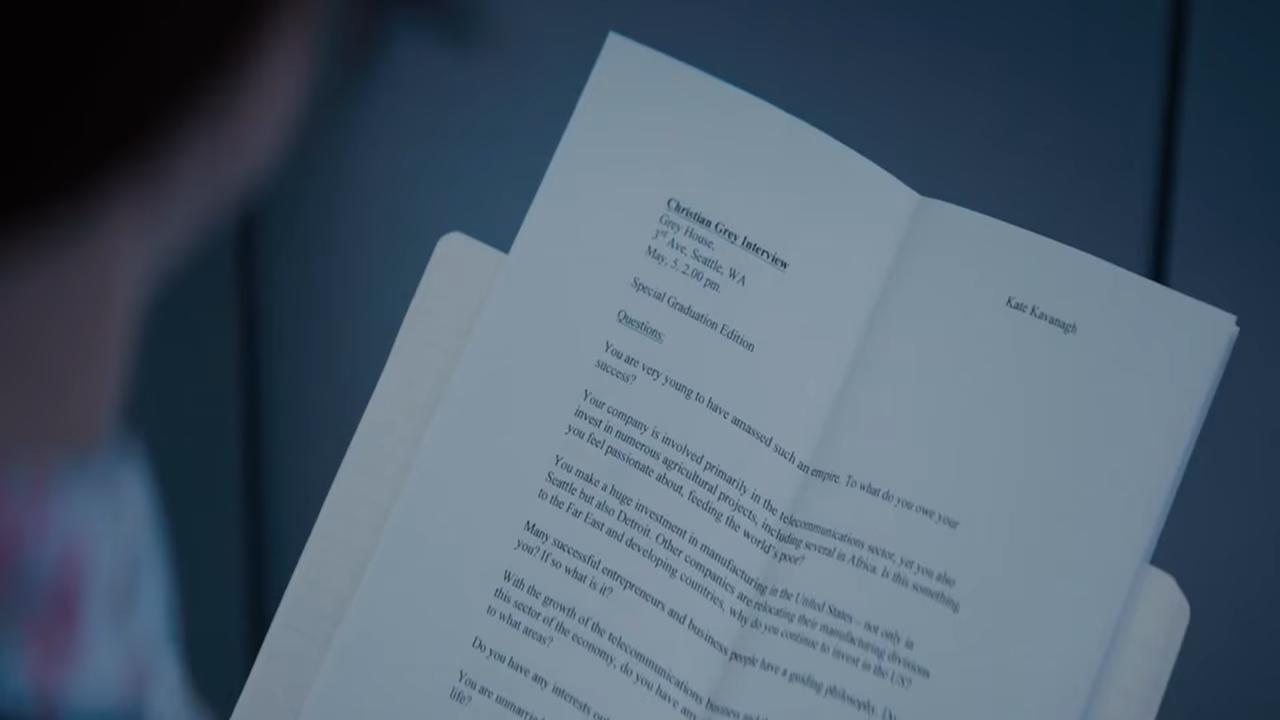 Christian Grey Interview
Grey House,
3rd Ave, Seattle, WA
May, 5. 2.00 pm.
Kate Kavanagh
Special Graduation Edition
Questions:
You are very young to have amassed such an empire. To what do you owe your
success?
Your company is involved primarily in the telecommunications sector, yet you also
invest in numerous agricultural projects, including several in Africa. Is this something
you feel passionate about, feeding the world's poor?
You make a huge investment in manufacturing in the United States – not only in
Seattle but also Detroit. Other companies are relocating their manufacturing divisions
to the Far East and developing countries, why do you continue to invest in the US?
Many successful entrepreneurs and business people have a guiding philosophy. Do
you? If so what is it?
With the growth of the telecommunications business
this sector of the economy, do you have any
to what areas?
Do you have any interests
You are unmarried
life?